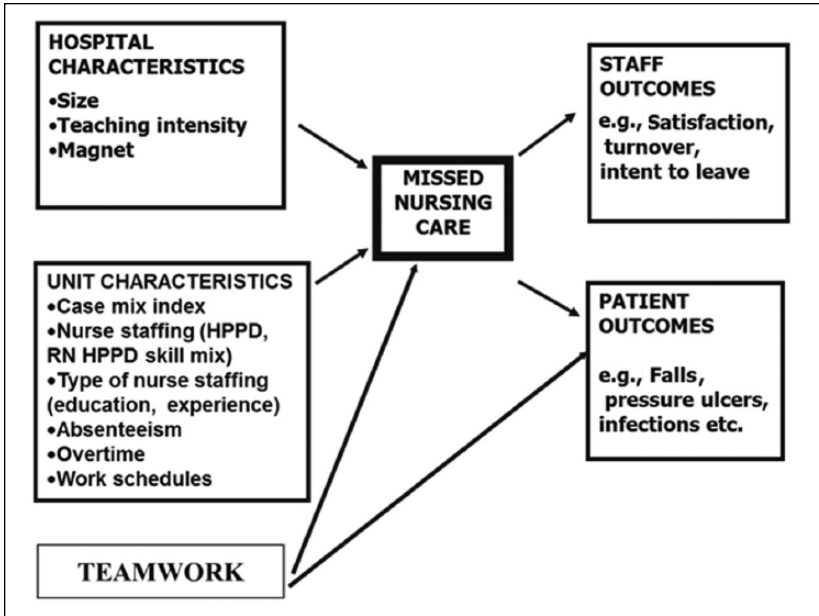 HOSPITAL
CHARACTERISTICS
•Size
•Teaching intensity
•Magnet
UNIT CHARACTERISTICS
•Case mix index
•Nurse staffing (HPPD,
RN HPPD skill mix)
•Type of nurse staffing
(education, experience)
•Absenteeism
•Overtime
•Work schedules
TEAMWORK
MISSED
NURSING
CARE
STAFF
OUTCOMES
e.g., Satisfaction,
turnover,
intent to leave
PATIENT
OUTCOMES
e.g., Falls,
pressure ulcers,
infections etc.